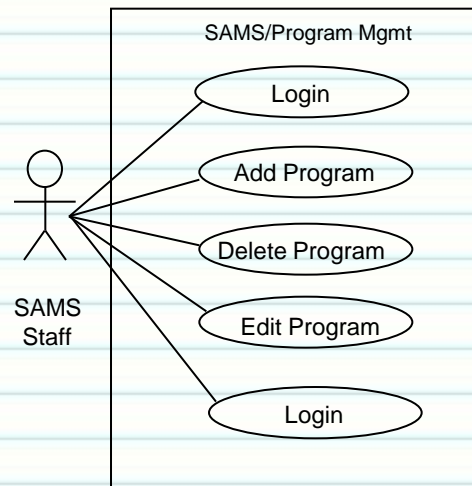 SAMS/Program Mgmt
Login
Add Program
Delete Program
Edit Program
SAMS
Staff
Login